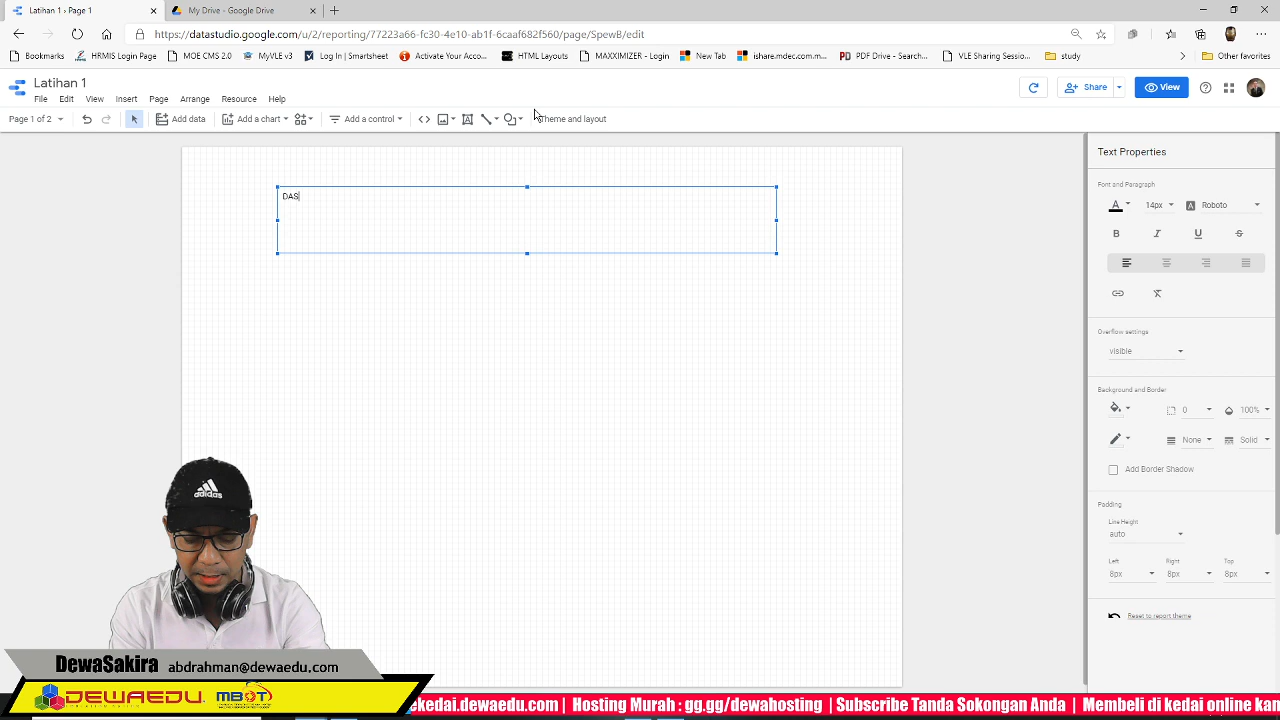 Latihan 1 › Page 1
My Drive - Google Drive
https://datastudio.google.com/u/2/reporting/77223a66-fc30-4e10-ab1f-6caaf682f560/page/SpewB/edit
Bookmarks HRMIS Login Page MOE CMS 2.0 MyVLE v3 Log In | Smartsheet Activate Your Acco... HTML Layouts MAXXIMIZER - Login New Tab ishare.mdec.com.m... PDF Drive - Search... VLE Sharing Sessio... study Other favorites
Latihan 1
File Edit View Insert Page Arrange Resource Help
Share View
Page 1 of 2 Add data Add a chart Add a control Theme and layout
DAS
Text Properties
Font and Paragraph
A 14px A Roboto
B I U S
Overflow settings
visible
Background and Border
0 100%
None Solid
Add Border Shadow
Padding
Line Height
auto
Left Right Top
8px 8px 8px
Reset to report theme
adidas
DewaSakira abdrahman@dewaedu.com
DEWAEDU MBOT
ekedai.dewaedu.com | Hosting Murah : gg.gg/dewahosting | Subscribe Tanda Sokongan Anda | Membeli di kedai online kan